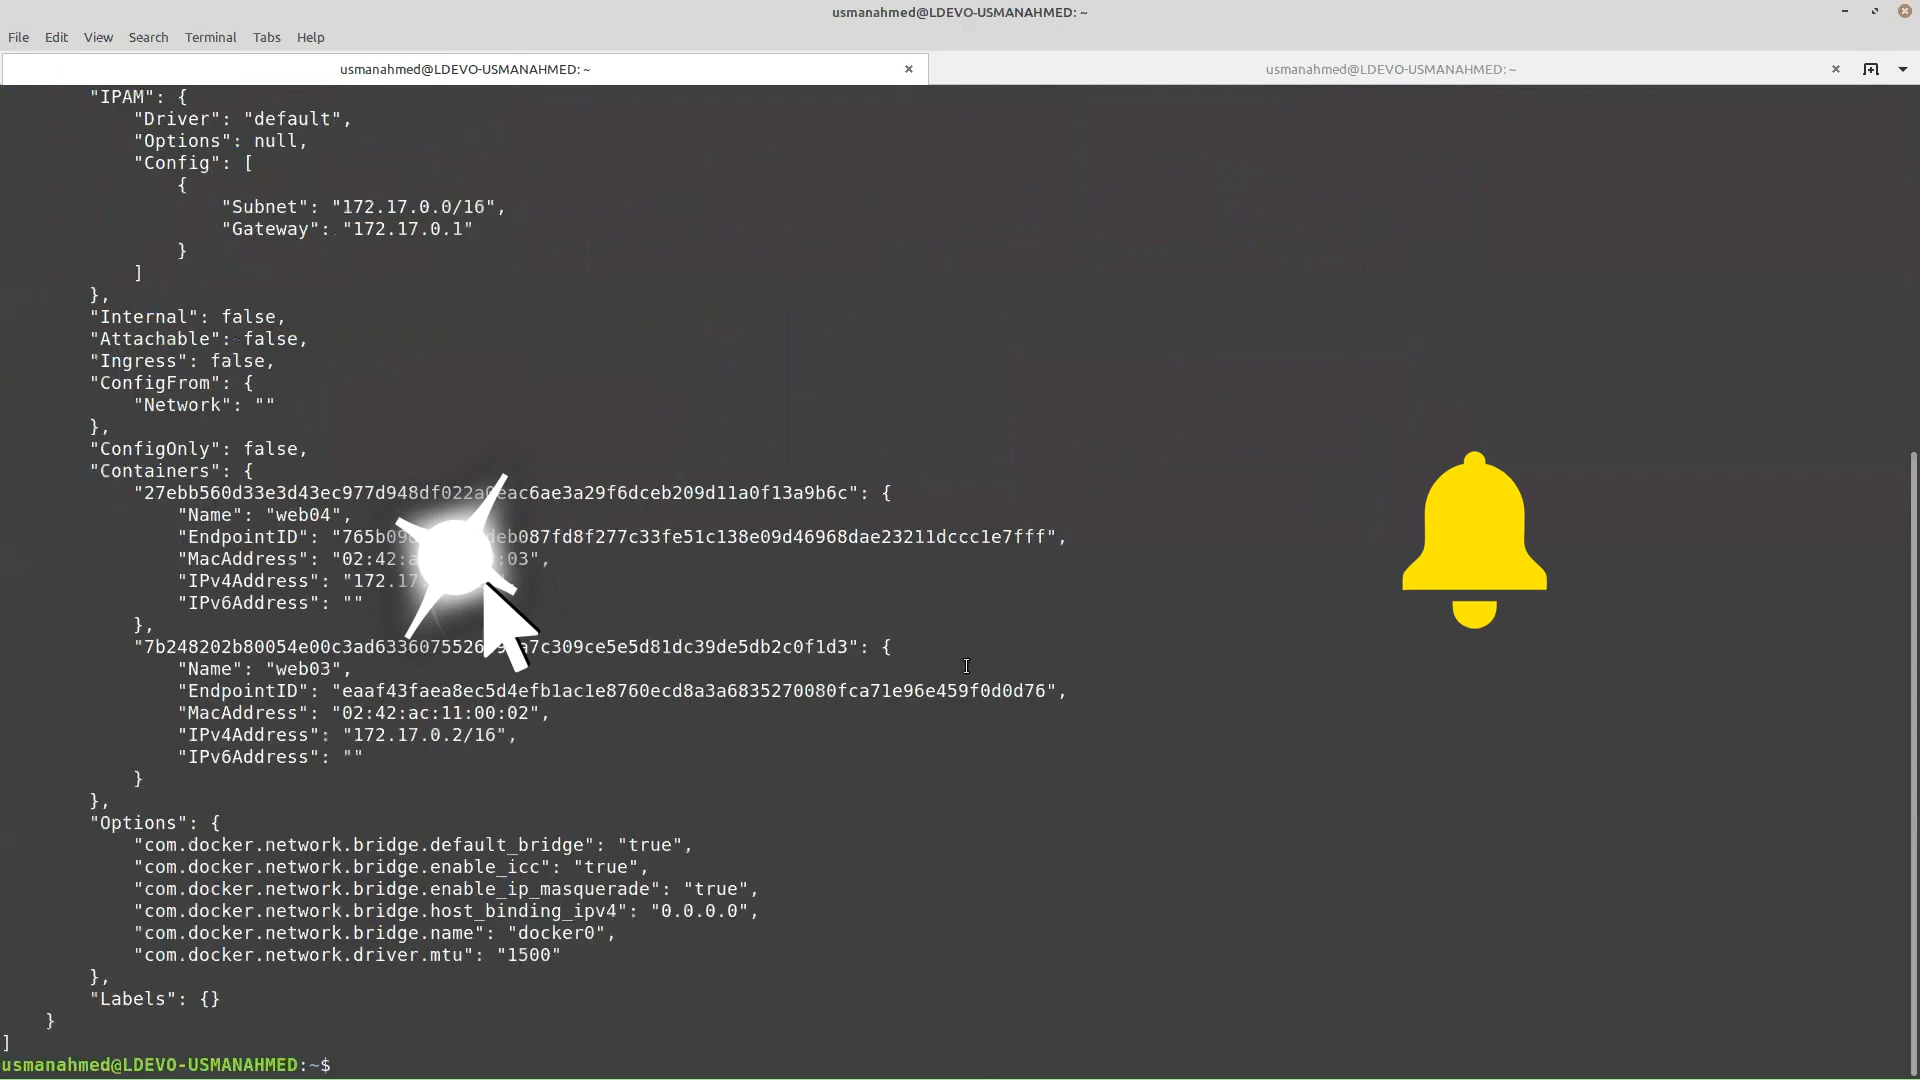 usmanahmed@LDEVO-USMANAHMED: ~
File Edit View Search Terminal Tabs Help
usmanahmed@LDEVO-USMANAHMED: ~ usmanahmed@LDEVO-USMANAHMED: ~
"IPAM": {
"Driver": "default",
"Options": null,
"Config": [
{
"Subnet": "172.17.0.0/16",
"Gateway": "172.17.0.1"
}
]
},
"Internal": false,
"Attachable": false,
"Ingress": false,
"ConfigFrom": {
"Network": ""
},
"ConfigOnly": false,
"Containers": {
"27ebb560d33e3d43ec977d948df022a0eac6ae3a29f6dceb209d11a0f13a9b6c": {
"Name": "web04",
"EndpointID":
"MacAddress":
"IPv4Address":
"IPv6Address": ""
},
{
"Name": "web03",
"EndpointID": "eaaf43faea8ec5d4efb1ac1e8760ecd8a3a6835270080fca71e96e459f0d0d76",
"MacAddress": "02:42:ac:11:00:02",
"IPv4Address": "172.17.0.2/16",
"IPv6Address": ""
}
},
"Options": {
"com.docker.network.bridge.default_bridge": "true",
"com.docker.network.bridge.enable_icc": "true",
"com.docker.network.bridge.enable_ip_masquerade": "true",
"com.docker.network.bridge.host_binding_ipv4": "0.0.0.0",
"com.docker.network.bridge.name": "docker0",
"com.docker.network.driver.mtu": "1500"
},
"Labels": {}
}
]
usmanahmed@LDEVO-USMANAHMED:~$